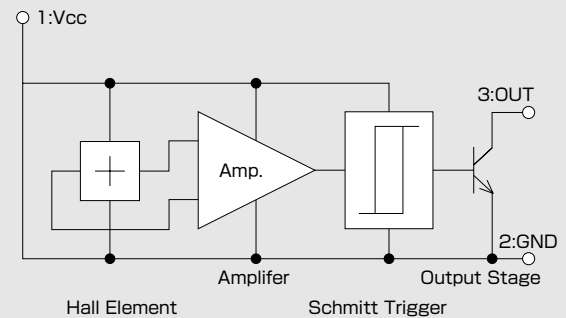 1:Vcc
3:OUT
Amp.
2:GND
Amplifer
Output Stage
Hall Element
Schmitt Trigger